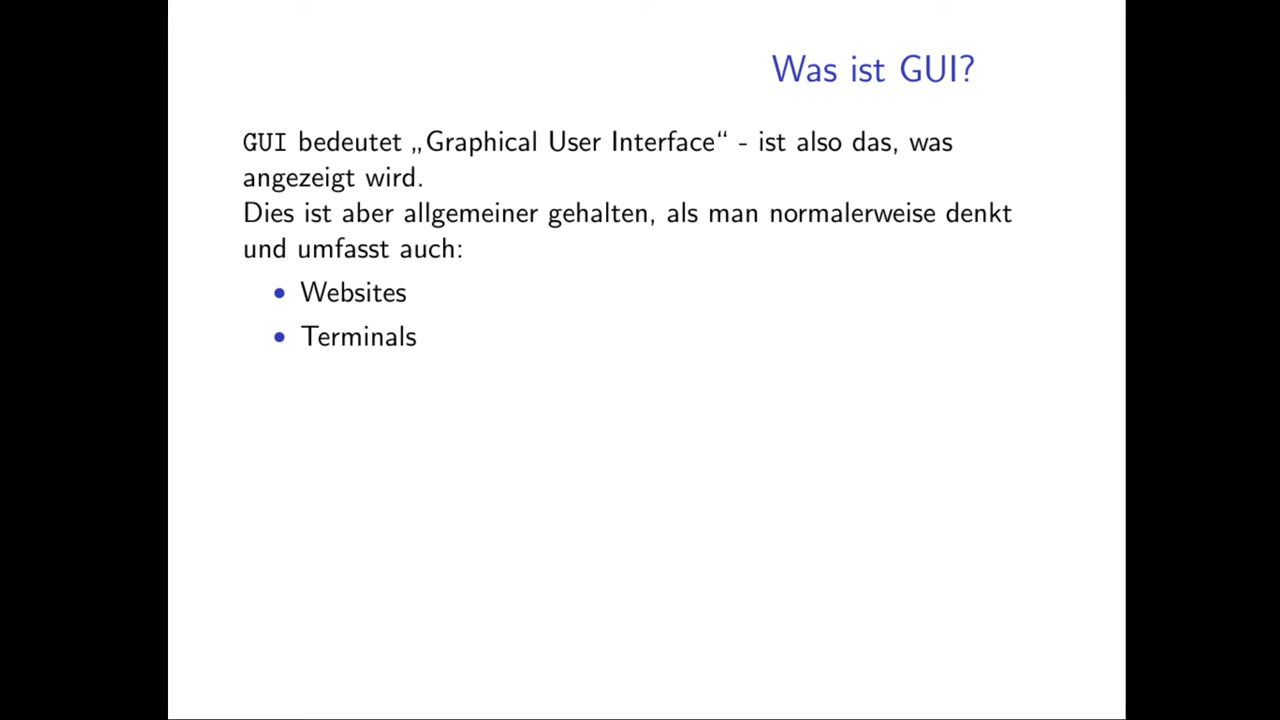 Was ist GUI?
GUI bedeutet „Graphical User Interface“ - ist also das, was
angezeigt wird.
Dies ist aber allgemeiner gehalten, als man normalerweise denkt
und umfasst auch:
• Websites
• Terminals